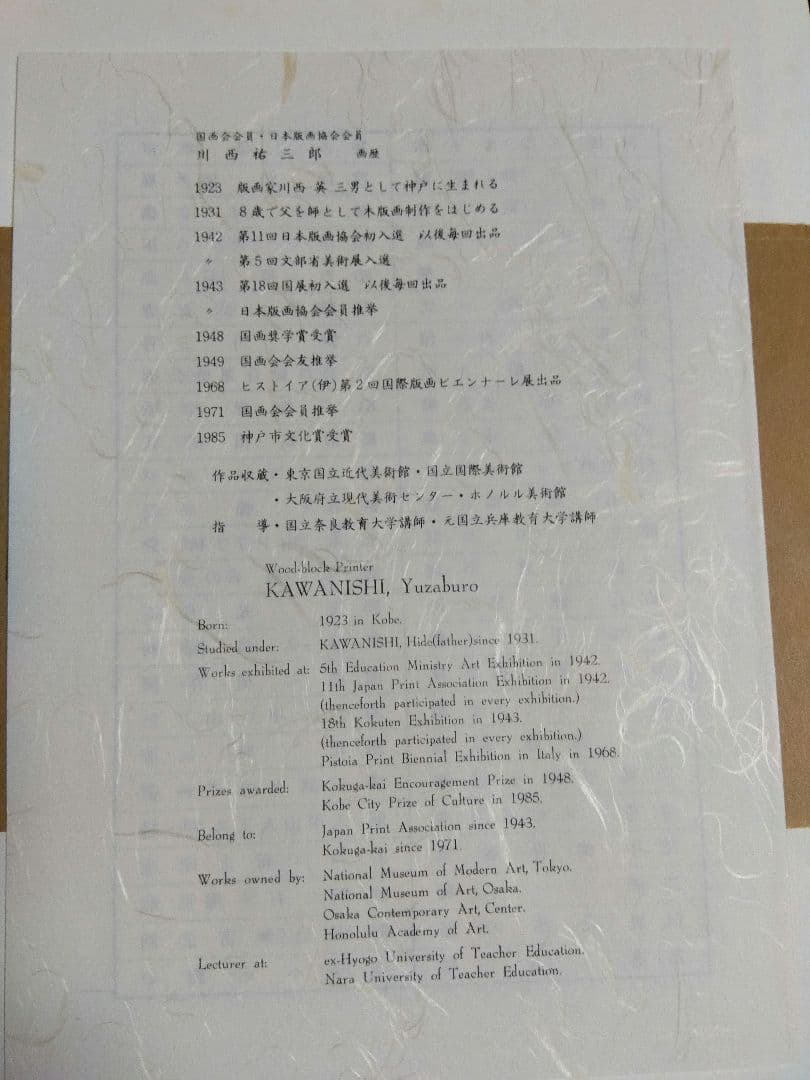 国画会会員・日本版画協会会員
川西祐三郎 画歴
1923 版画家川西 英 三男として神戸に生まれる
1931 8歳で父を師として木版画制作をはじめる
1942 第11回日本版画協会初入選 以後毎回出品
〃 第5回文部省美術展入選
1943 第18回国展初入選 以後毎回出品
〃 日本版画協会会員推挙
1948 国画奨学賞受賞
1949 国画会会友推挙
1968 ヒストイア(伊)第2回国際版画ビエンナーレ展出品
1971 国画会会員推挙
1985 神戸市文化賞受賞
作品収蔵・東京国立近代美術館・国立国際美術館
・大阪府立現代美術センター・ホノルル美術館
指 導・国立奈良教育大学講師・元国立兵庫教育大学講師
Wood-block Printer
KAWANISHI, Yuzaburo
Born: 1923 in Kobe.
Studied under: KAWANISHI, Hide(father)since 1931.
Works exhibited at: 5th Education Ministry Art Exhibition in 1942.
11th Japan Print Association Exhibition in 1942.
(thenceforth participated in every exhibition.)
18th Kokuten Exhibition in 1943.
(thenceforth participated in every exhibition.)
Pistoia Print Biennial Exhibition in Italy in 1968.
Prizes awarded: Kokuga-kai Encouragement Prize in 1948.
Kobe City Prize of Culture in 1985.
Belong to: Japan Print Association since 1943.
Kokuga-kai since 1971.
Works owned by: National Museum of Modern Art, Tokyo.
National Museum of Art, Osaka.
Osaka Contemporary Art, Center.
Honolulu Academy of Art.
Lecturer at: ex-Hyogo University of Teacher Education.
Nara University of Teacher Education.